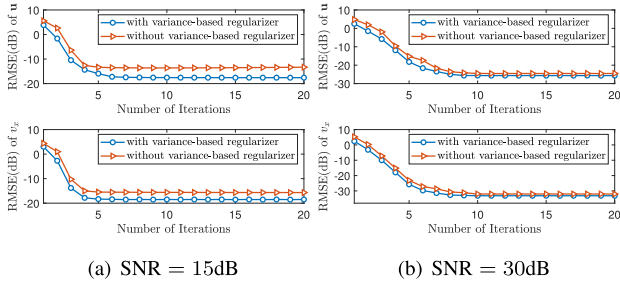 RMSE(dB) of u
10
0
-10
-20
with variance-based regularizer
without variance-based regularizer
5
10
15
20
Number of Iterations
RMSE(dB) of u
10
0
-10
-20
-30
with variance-based regularizer
without variance-based regularizer
5
10
15
20
Number of Iterations
RMSE(dB) of vx
10
0
-10
-20
with variance-based regularizer
without variance-based regularizer
5
10
15
20
Number of Iterations
RMSE(dB) of vx
0
-10
-20
-30
with variance-based regularizer
without variance-based regularizer
5
10
15
20
Number of Iterations
(a) SNR = 15dB
(b) SNR = 30dB